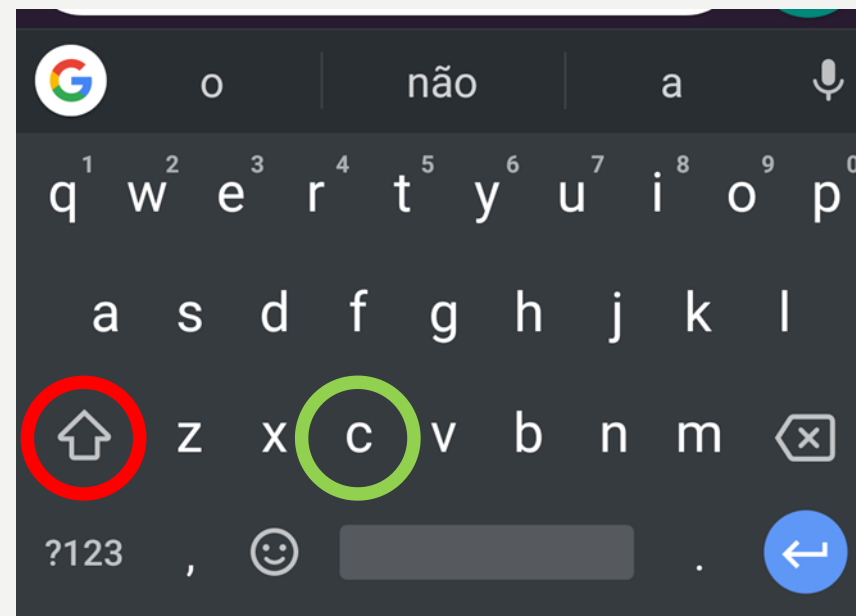 G o não a
q1 w2 e3 r4 t5 y6 u7 i8 o9 p0
a s d f g h j k l
z x c v b n m
?123 , .